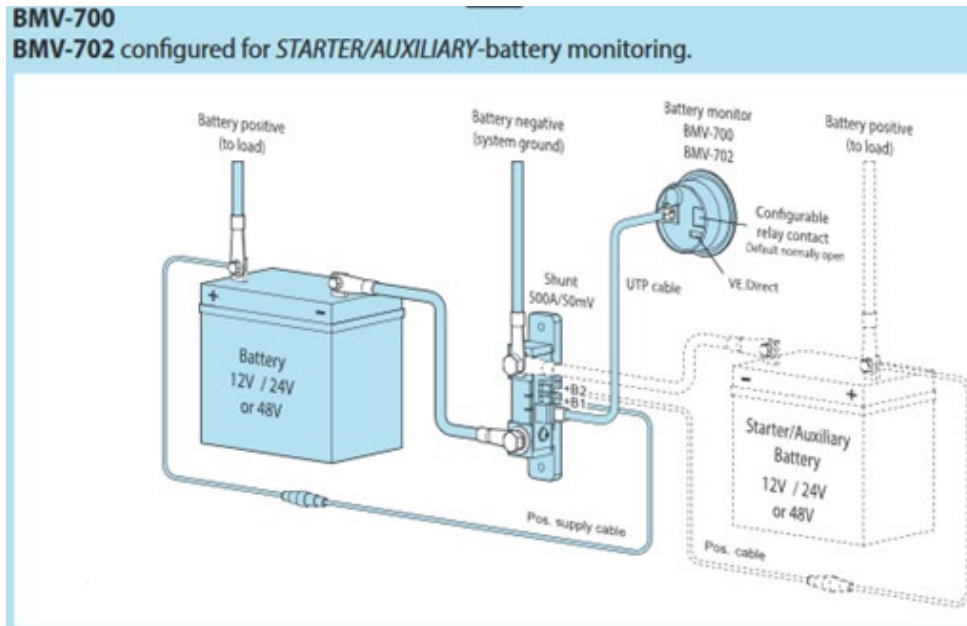 BMV-700
BMV-702 configured for STARTER/AUXILIARY-battery monitoring.
Battery positive
(to load)
Battery negative
(system ground)
Battery monitor
BMV-700
BMV-702
Battery positive
(to load)
Configurable
relay contact
Default normally open
Shunt
500A/50mV
UTP cable
VE.Direct
+
-
Battery
12V / 24V
or 48V
+B2
+B1
-
+
Starter/Auxiliary
Battery
12V / 24V
or 48V
Pos. supply cable
Pos. cable